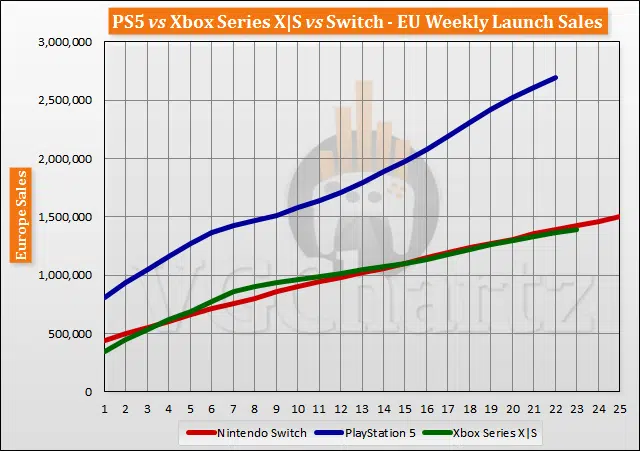 PS5 vs Xbox Series X|S vs Switch - EU Weekly Launch Sales
3,000,000
2,500,000
2,000,000
1,500,000
1,000,000
500,000
0
Europe Sales
VGChartz
1 2 3 4 5 6 7 8 9 10 11 12 13 14 15 16 17 18 19 20 21 22 23 24 25
Nintendo Switch PlayStation 5 Xbox Series X|S